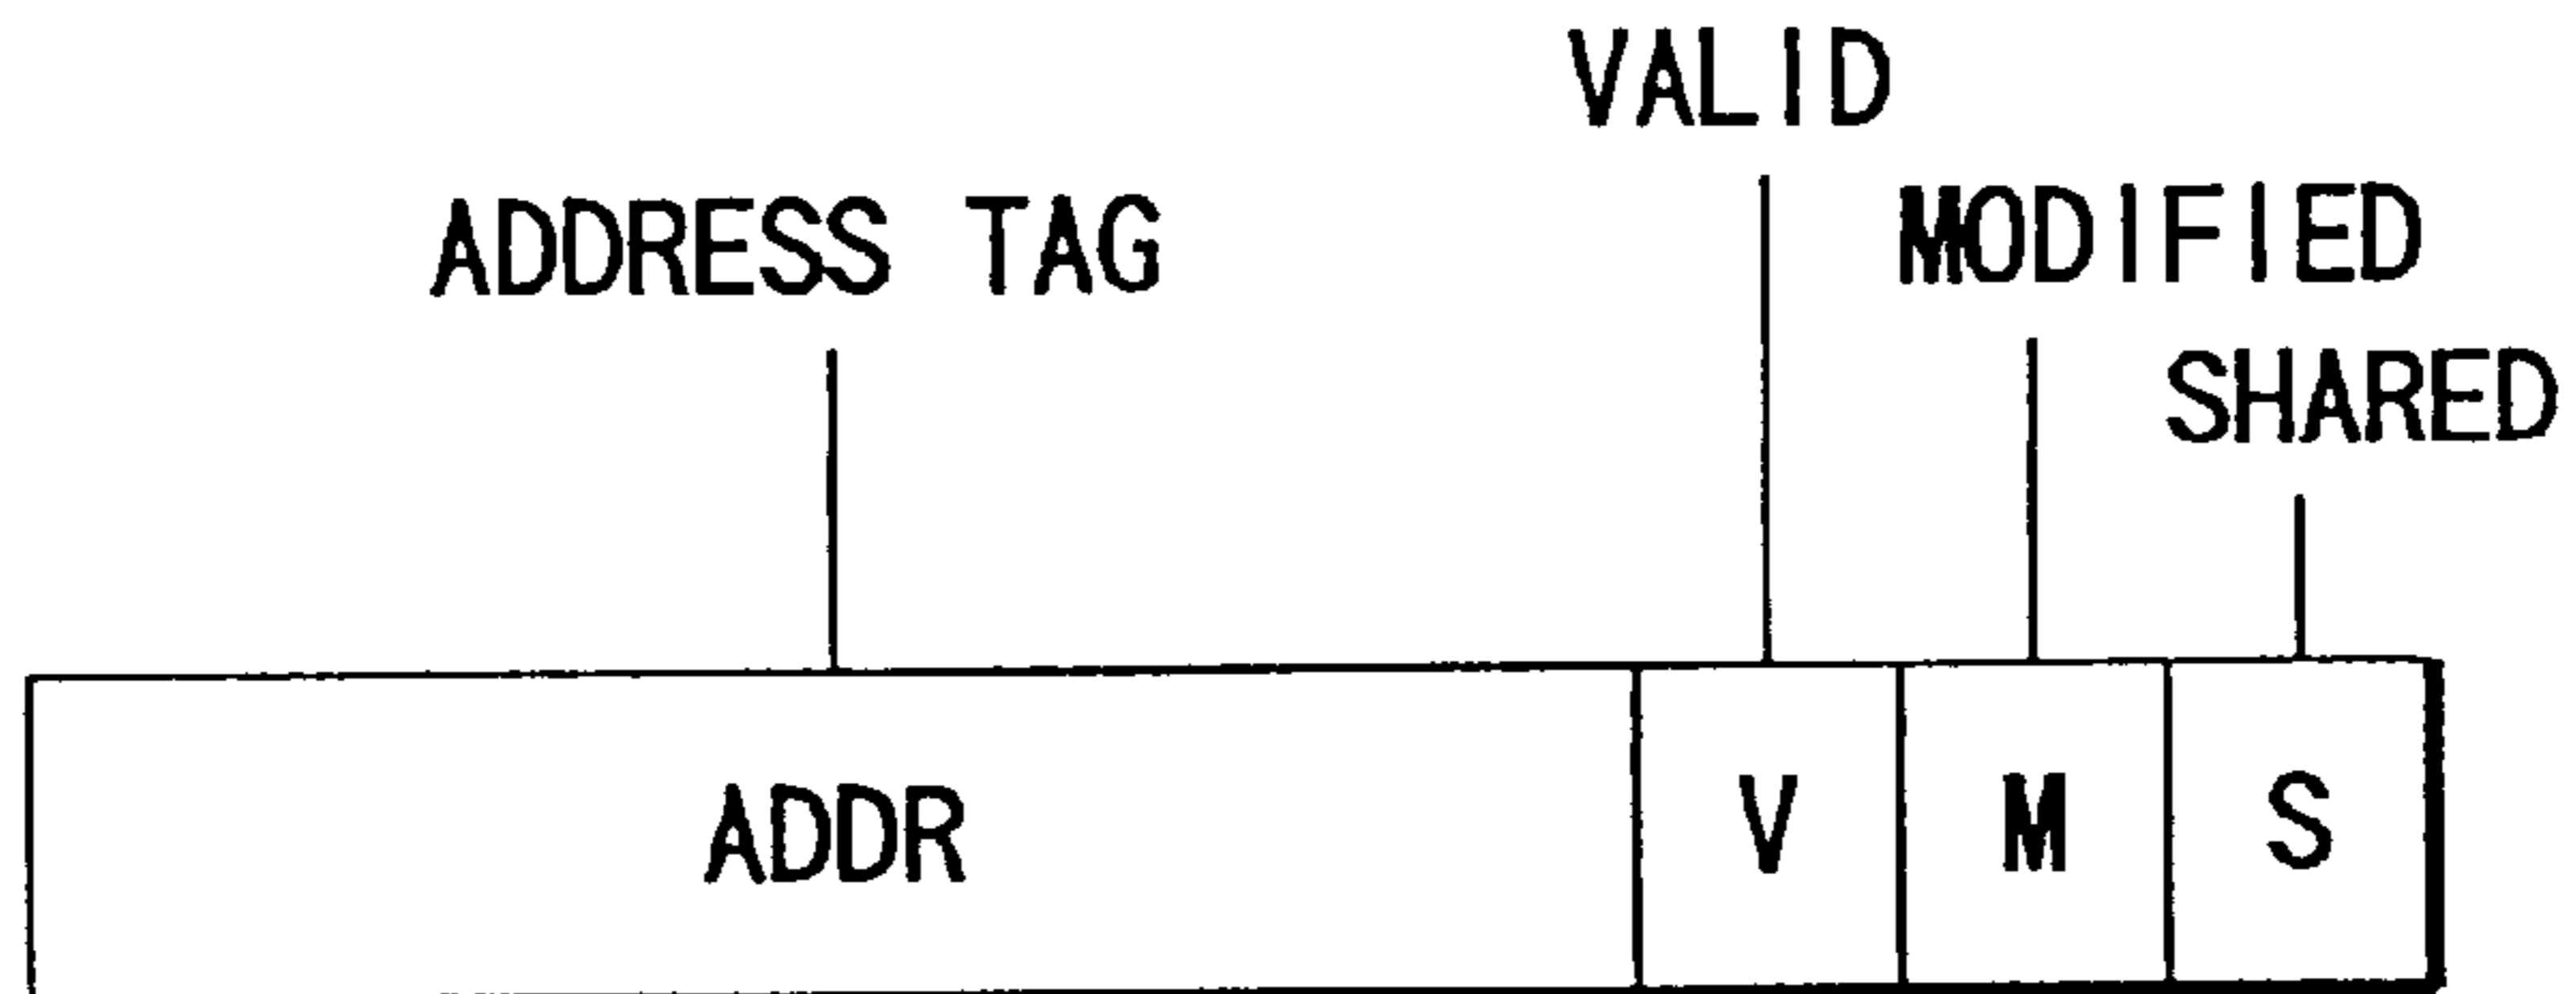 VALID
ADDRESS TAG
MODIFIED
SHARED
ADDR V M S